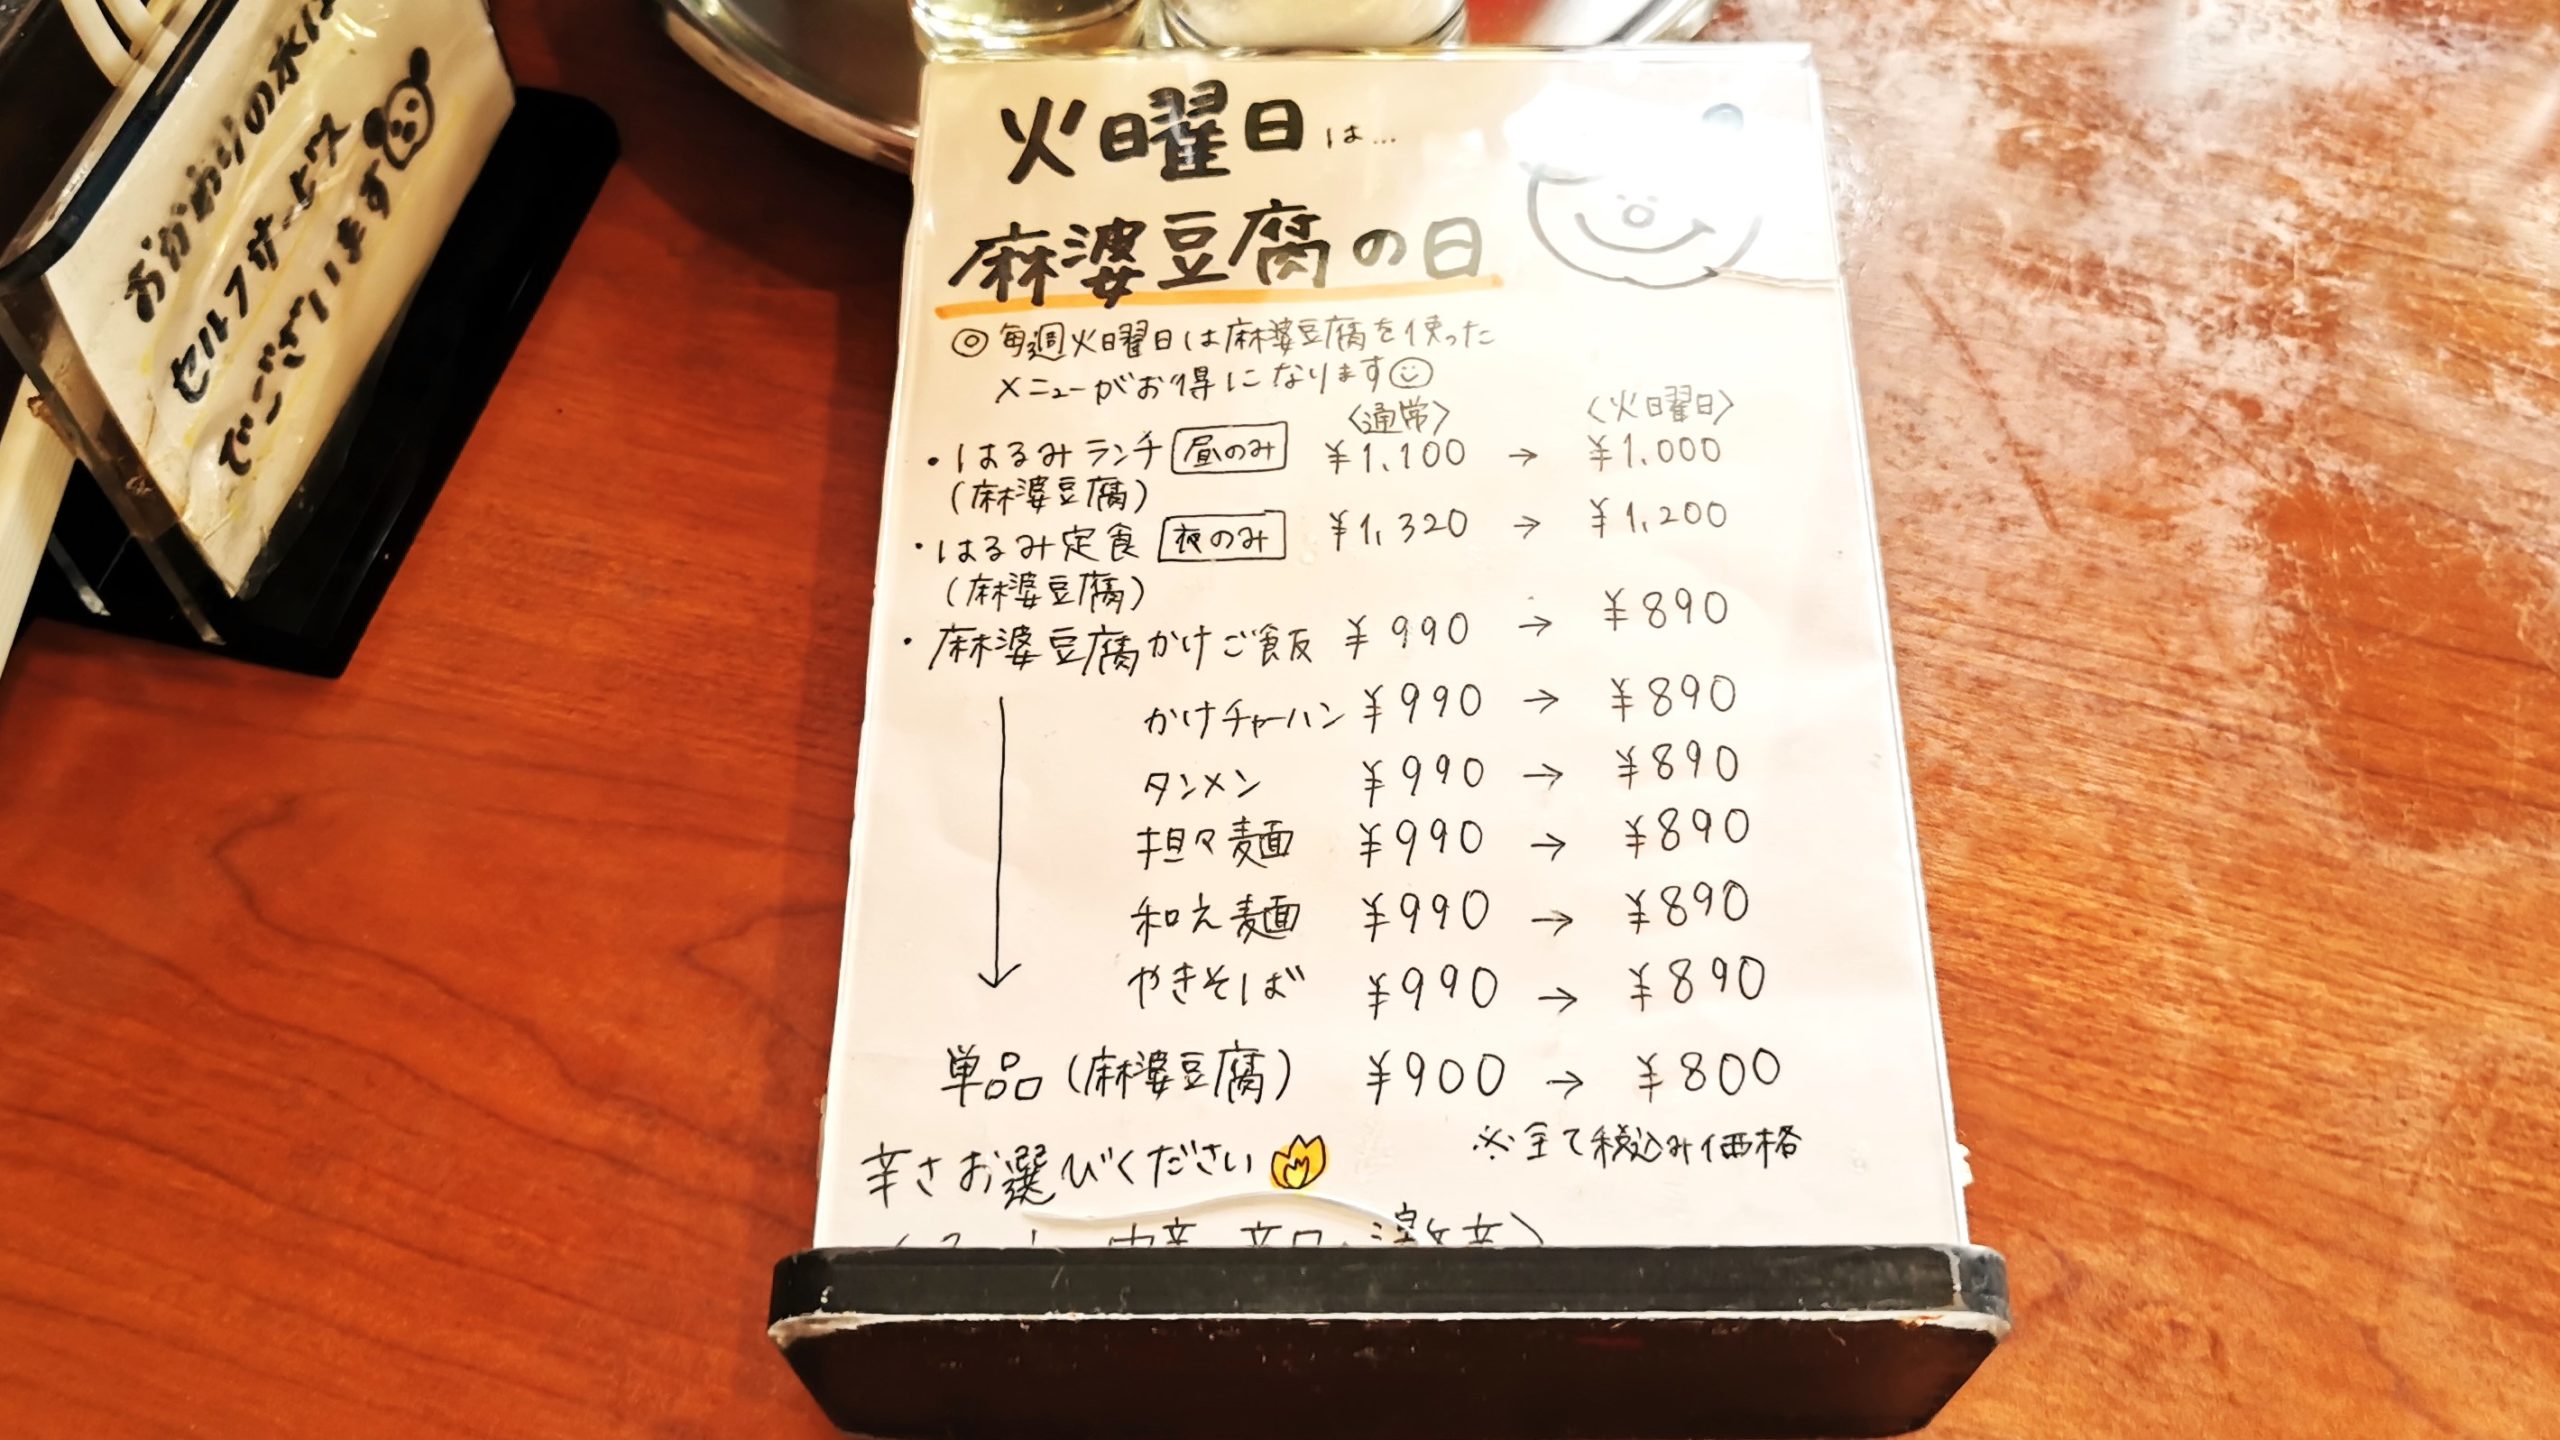 おかわりの水は
セルフサービス
でございます
火曜日は…
麻婆豆腐の日
◎毎週火曜日は麻婆豆腐を使った
メニューがお得になります
〈通常〉 〈火曜日〉
・はるみランチ 昼のみ ¥1,100 → ¥1,000
(麻婆豆腐)
・はるみ定食 夜のみ ¥1,320 → ¥1,200
(麻婆豆腐)
・麻婆豆腐かけご飯 ¥990 → ¥890
かけチャーハン ¥990 → ¥890
タンメン ¥990 → ¥890
担々麺 ¥990 → ¥890
和え麺 ¥990 → ¥890
やきそば ¥990 → ¥890
単品(麻婆豆腐) ¥900 → ¥800
※全て税込み価格
辛さお選びください
中辛 辛口・激辛)